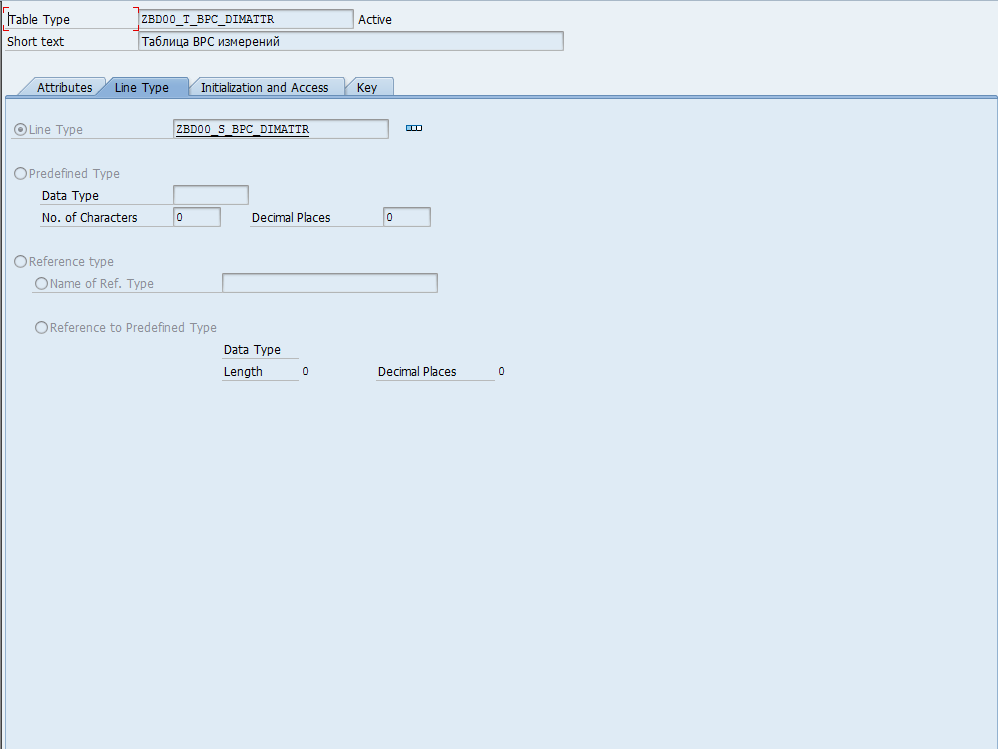 Table Type ZBD00_T_BPC_DIMATTR Active
Short text Таблица BPC измерений
Attributes Line Type Initialization and Access Key
Line Type ZBD00_S_BPC_DIMATTR
Predefined Type
Data Type
No. of Characters 0 Decimal Places 0
Reference type
Name of Ref. Type
Reference to Predefined Type
Data Type
Length 0 Decimal Places 0